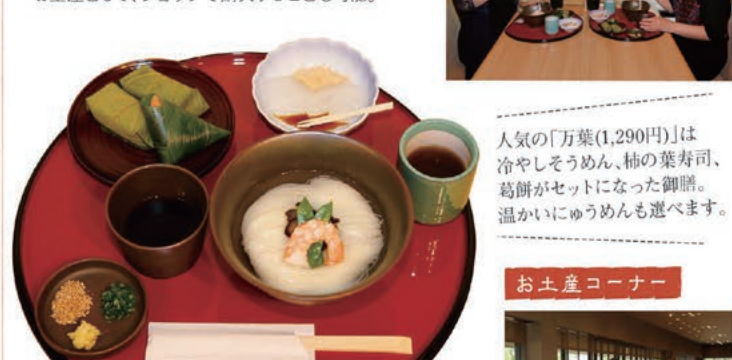 人気の「万葉(1,290円)」は
冷やしそうめん、柿の葉寿司、
葛餅がセットになった御膳。
温かいにゅうめんも選べます。
お土産コーナー